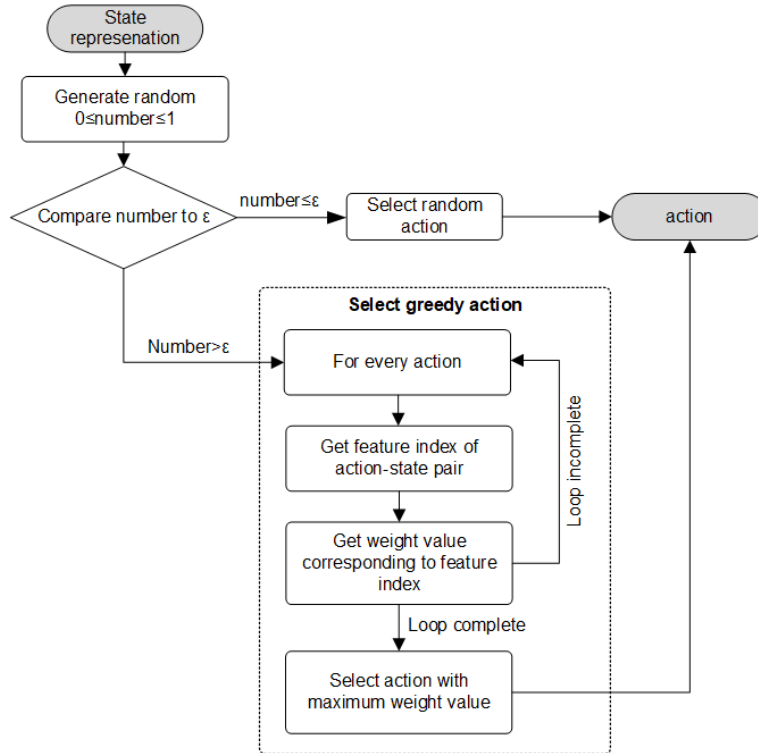 State
represenation
Generate random
0≤number≤1
Compare number to ε
number≤ε
Select random
action
action
Number>ε
Select greedy action
For every action
Get feature index of
action-state pair
Get weight value
corresponding to feature
index
Loop incomplete
Loop complete
Select action with
maximum weight value